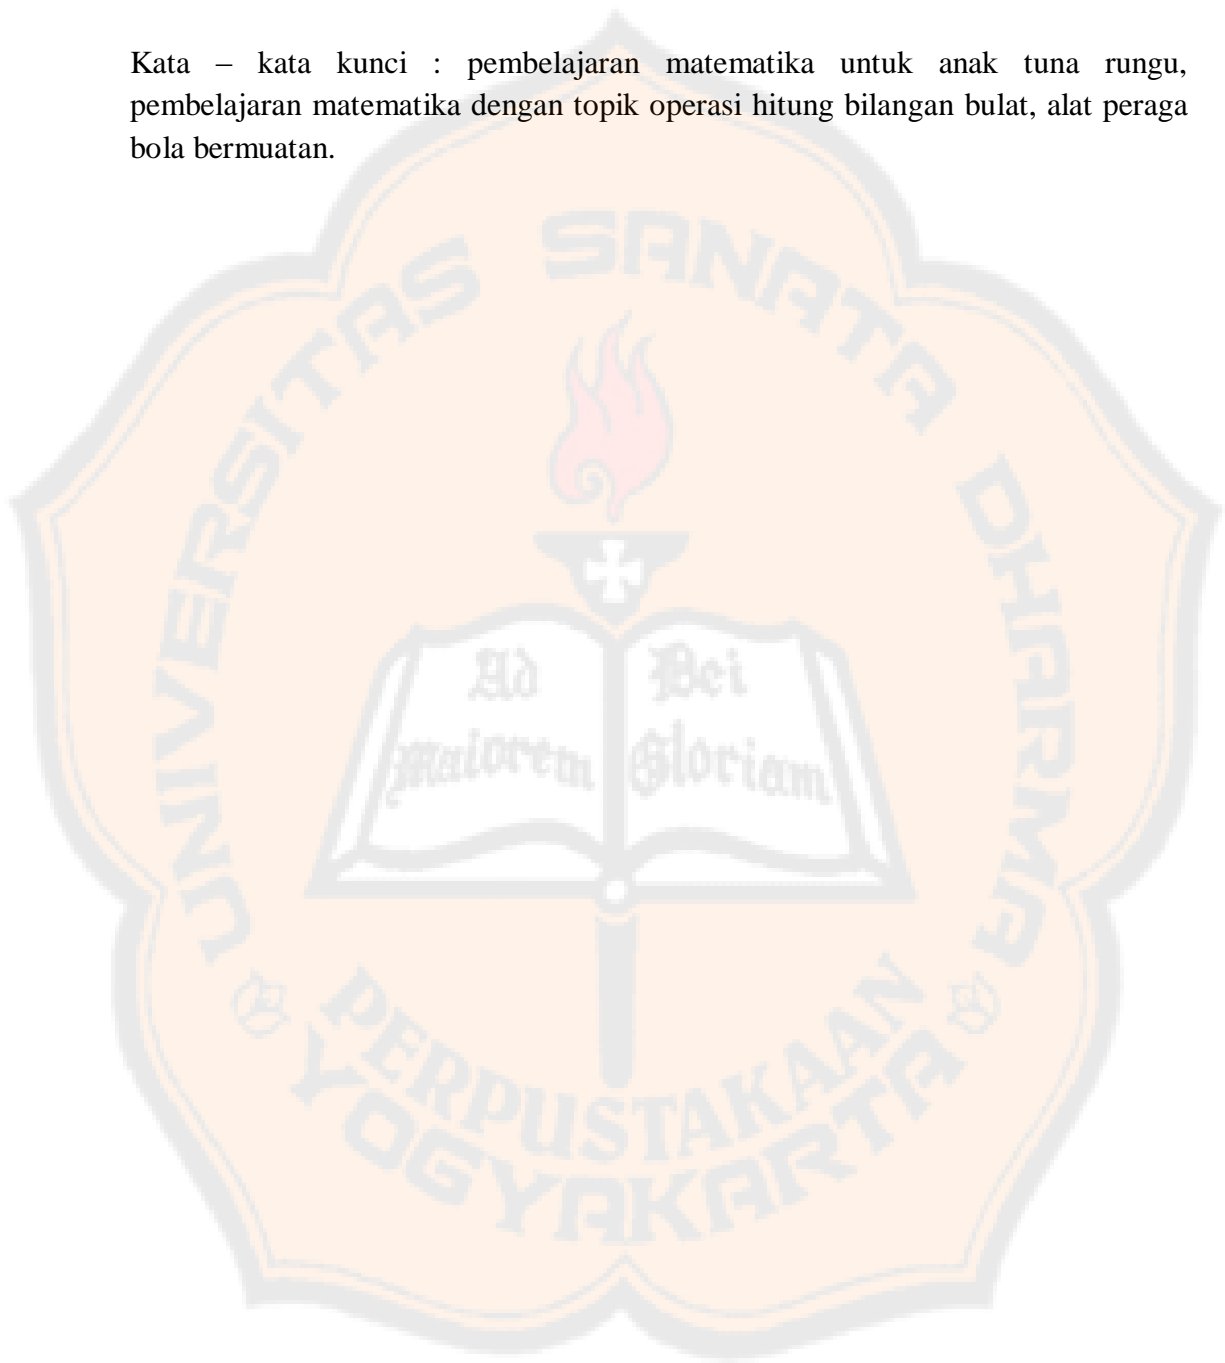 Kata – kata kunci : pembelajaran matematika untuk anak tuna rungu,
pembelajaran matematika dengan topik operasi hitung bilangan bulat, alat peraga
bola bermuatan.
UNIVERSITAS SANATA DHARMA
Ad Dei
maiorem Gloriam
PERPUSTAKAAN
YOGYAKARTA